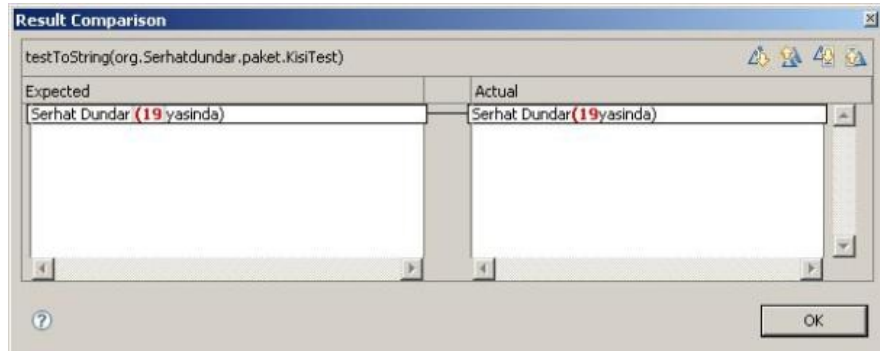 Result Comparison
testToString(org.Serhatdundar.paket.KisiTest)
Expected
Actual
Serhat Dundar (19 yasinda)
Serhat Dundar(19yasinda)
OK